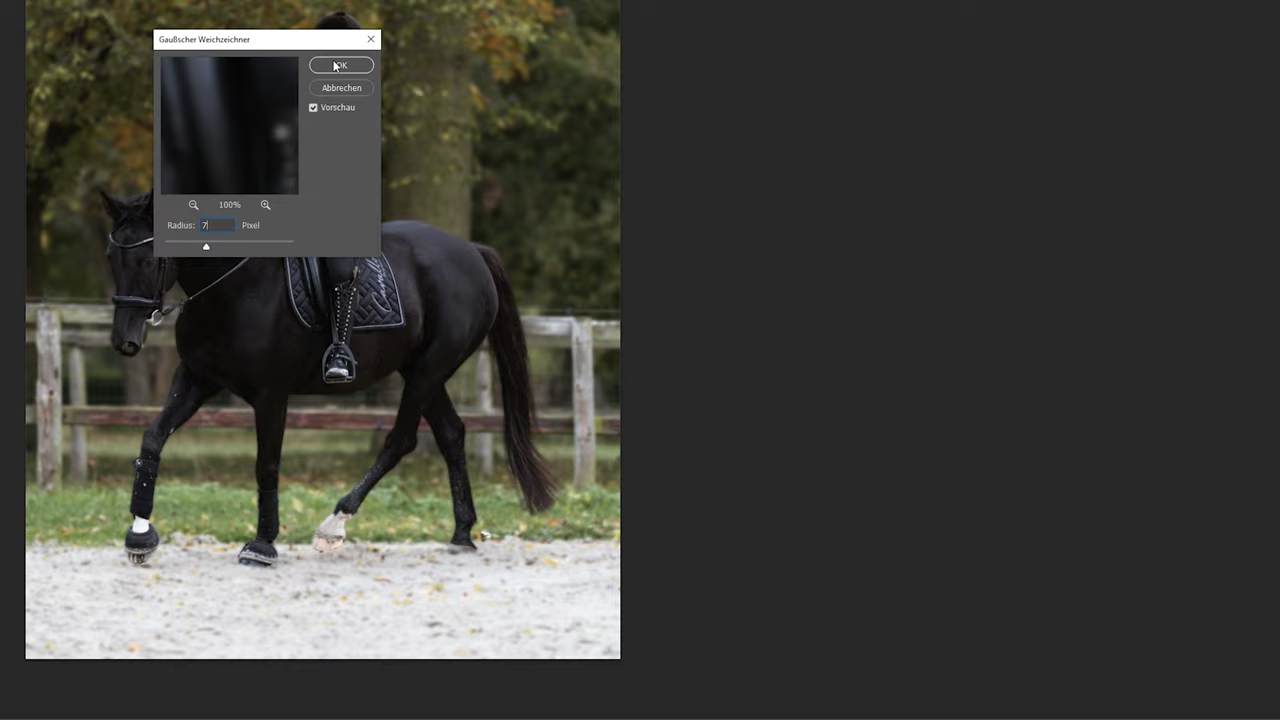 Gaußscher Weichzeichner
OK
Abbrechen
Vorschau
100%
Radius: 7 Pixel